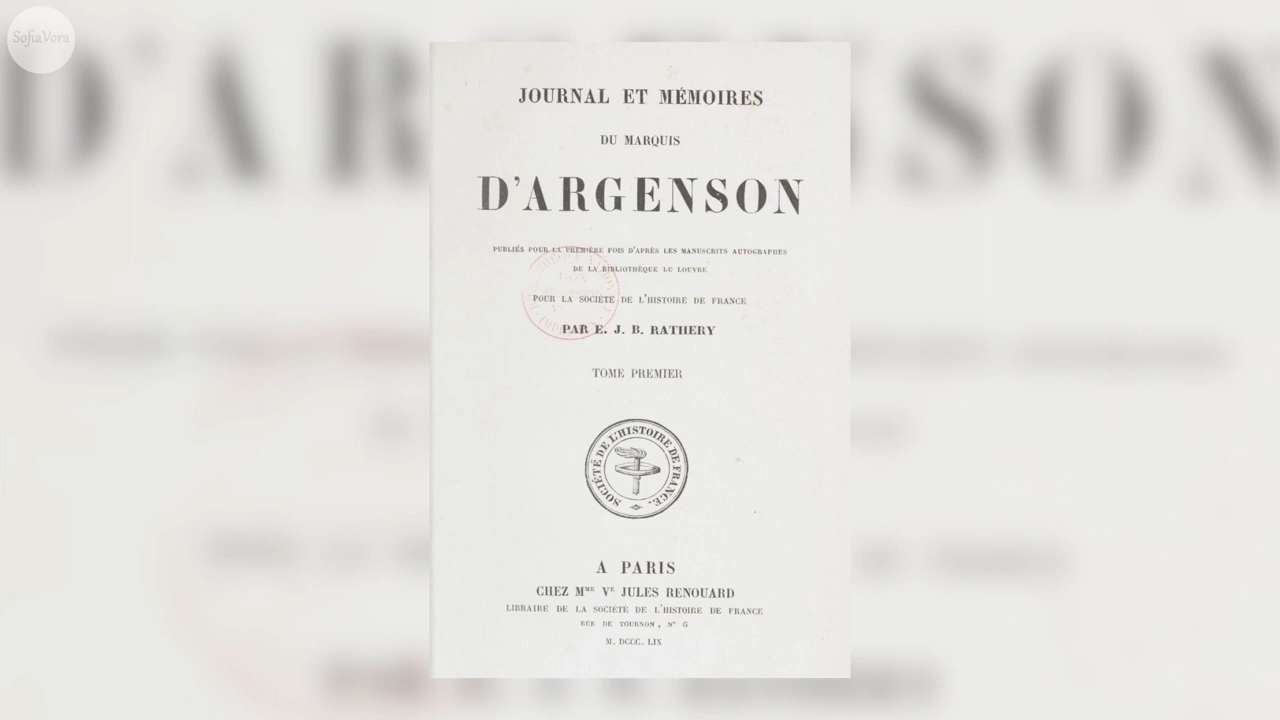 SofiaVora
JOURNAL ET MÉMOIRES
DU MARQUIS
D'ARGENSON
PUBLIÉS POUR LA PREMIÈRE FOIS D'APRÈS LES MANUSCRITS AUTOGRAPHES
DE LA BIBLIOTHÈQUE DU LOUVRE
POUR LA SOCIÉTÉ DE L'HISTOIRE DE FRANCE
PAR E. J. B. RATHERY
TOME PREMIER
SOCIÉTÉ DE L'HISTOIRE DE FRANCE.
A PARIS
CHEZ MME VE JULES RENOUARD
LIBRAIRE DE LA SOCIÉTÉ DE L'HISTOIRE DE FRANCE
RUE DE TOURNON, N° 6
M. DCCC. LIX